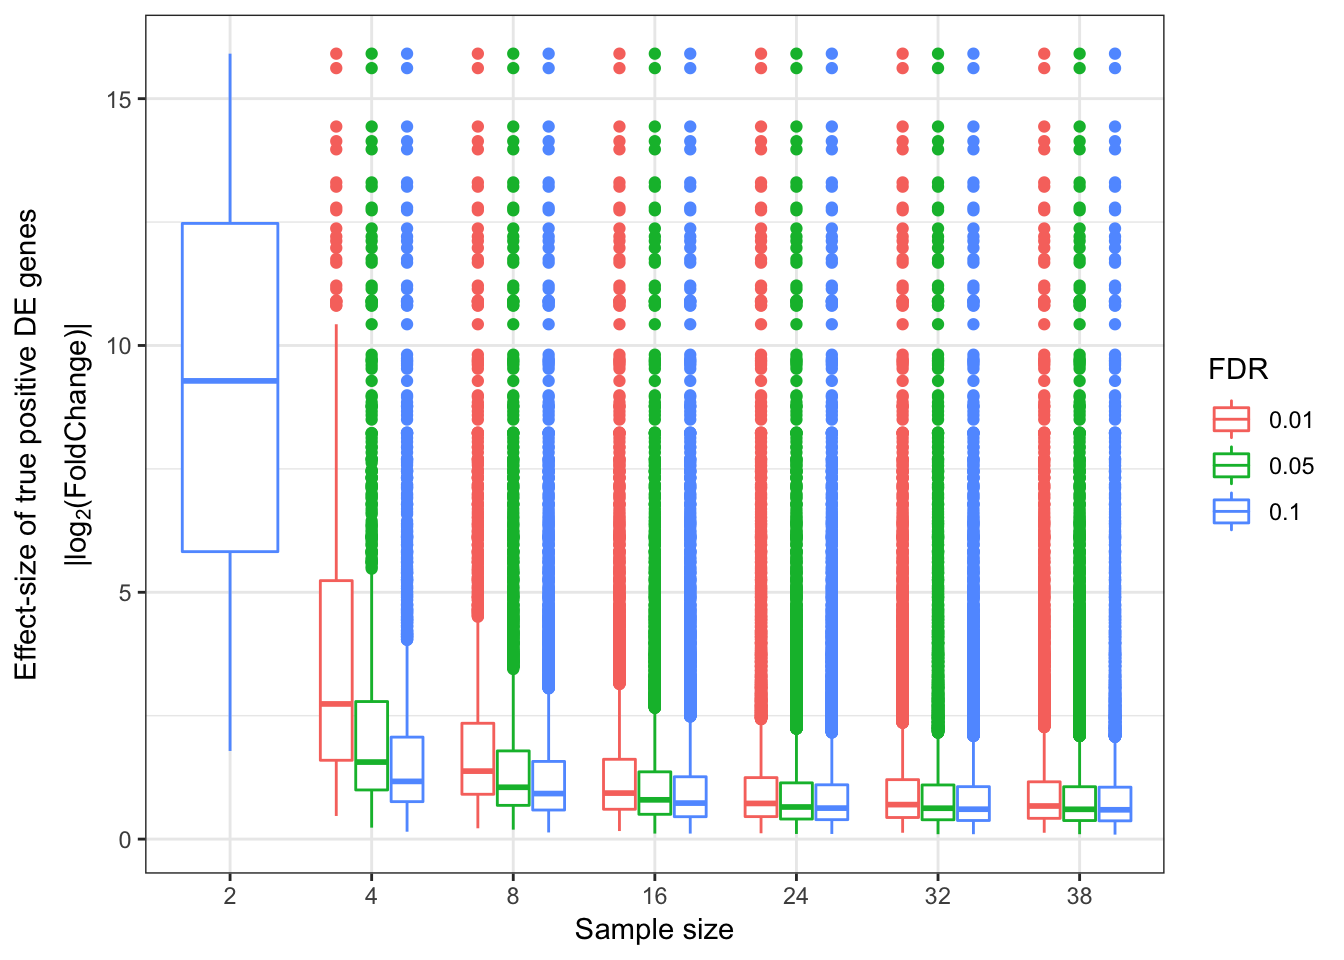 Effect-size of true positive DE genes
|log₂(FoldChange)|
15
10
5
0
2 4 8 16 24 32 38
Sample size
FDR
0.01
0.05
0.1